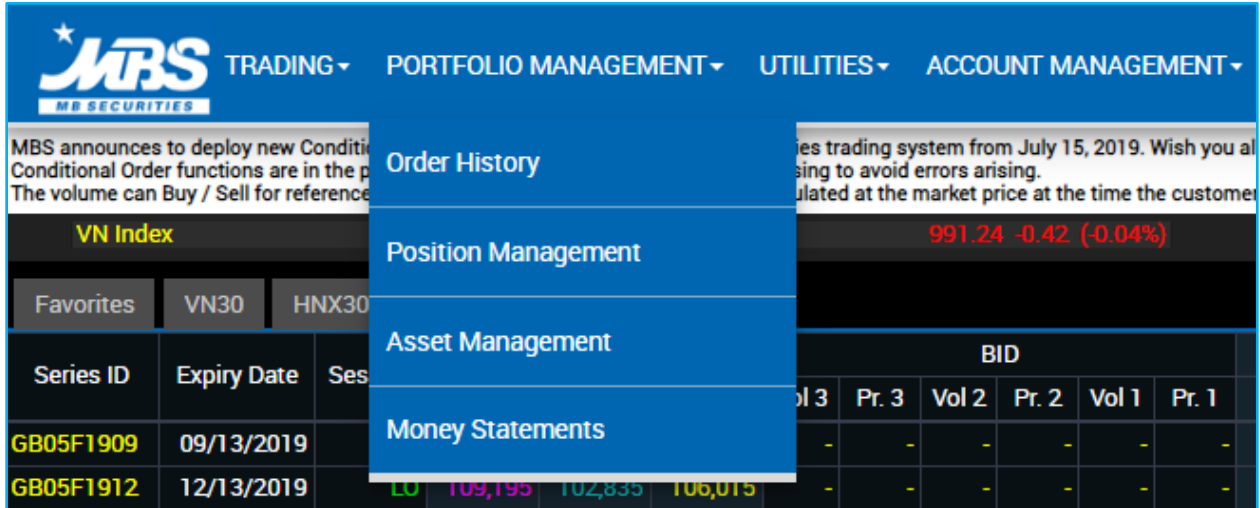 MBS
MB SECURITIES
TRADING PORTFOLIO MANAGEMENT UTILITIES ACCOUNT MANAGEMENT
MBS announces to deploy new Conditi ies trading system from July 15, 2019. Wish you al
Conditional Order functions are in the p sing to avoid errors arising.
The volume can Buy / Sell for reference ulated at the market price at the time the customer
Order History
VN Index 991.24 -0.42 (-0.04%)
Position Management
Favorites VN30 HNX30
Asset Management
BID
Series ID Expiry Date Ses
ol 3 Pr. 3 Vol 2 Pr. 2 Vol 1 Pr. 1
Money Statements
GB05F1909 09/13/2019 - - - - - -
GB05F1912 12/13/2019 LO 109,195 102,835 106,015 - - - - - -